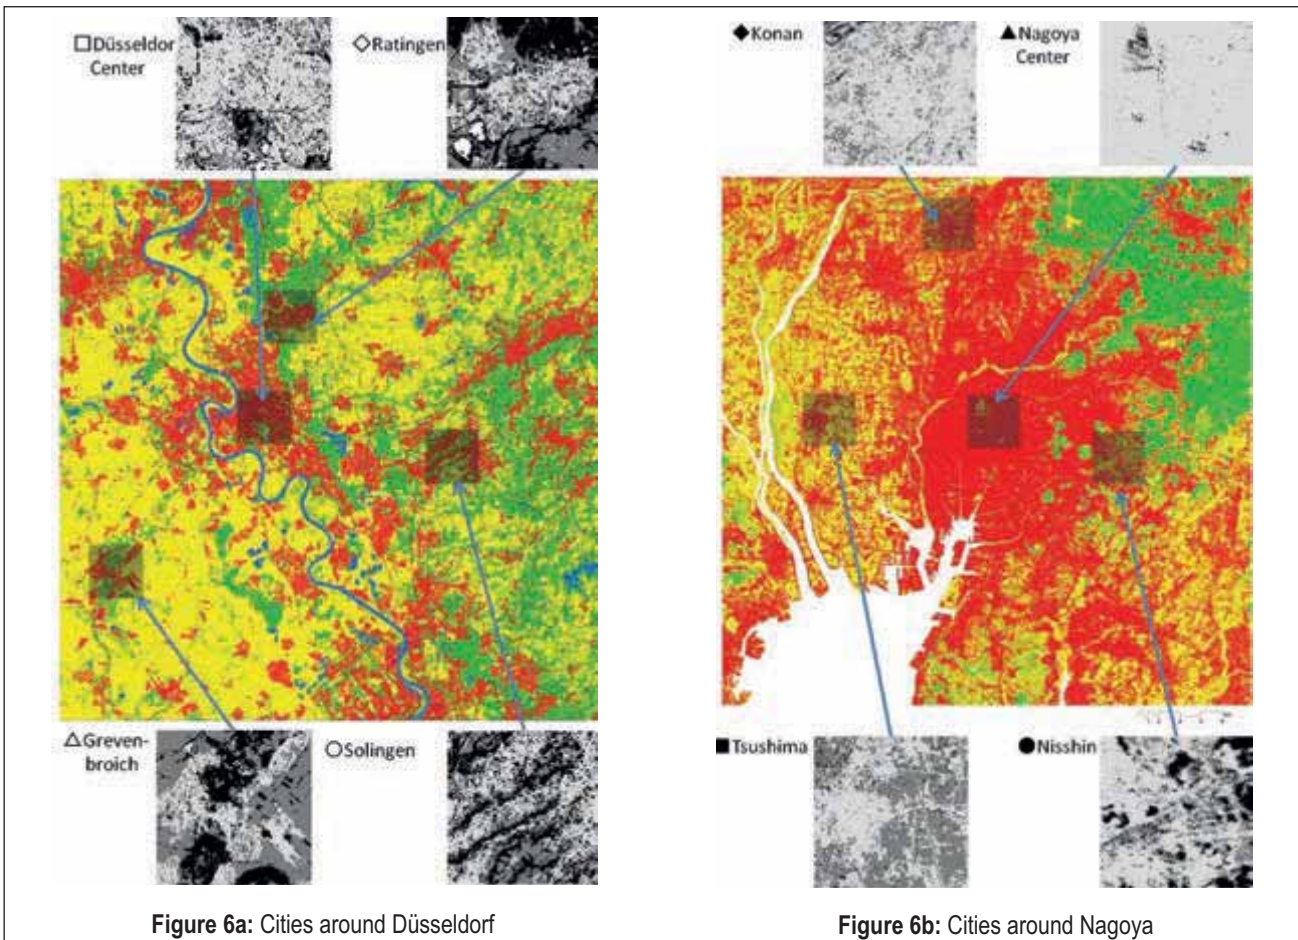 □Düsseldor
Center
◇Ratingen
△Greven-
broich
○Solingen
Figure 6a: Cities around Düsseldorf
◆Konan
▲Nagoya
Center
■Tsushima
●Nisshin
Figure 6b: Cities around Nagoya